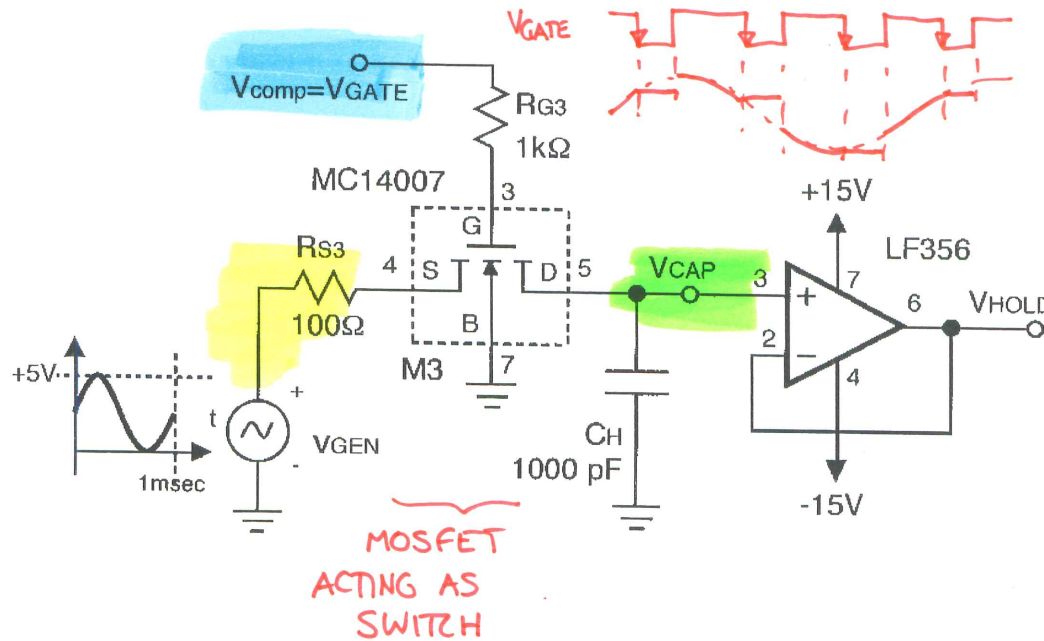 VGATE
Vcomp=VGATE
RG3
1kΩ
MC14007
3
+15V
G
LF356
RS3
4
S
D
5
VCAP
3
7
6
VHOLD
100Ω
B
2
+
−
4
M3
7
+5V
t
+
VGEN
-
1msec
CH
1000 pF
-15V
MOSFET
ACTING AS
SWITCH